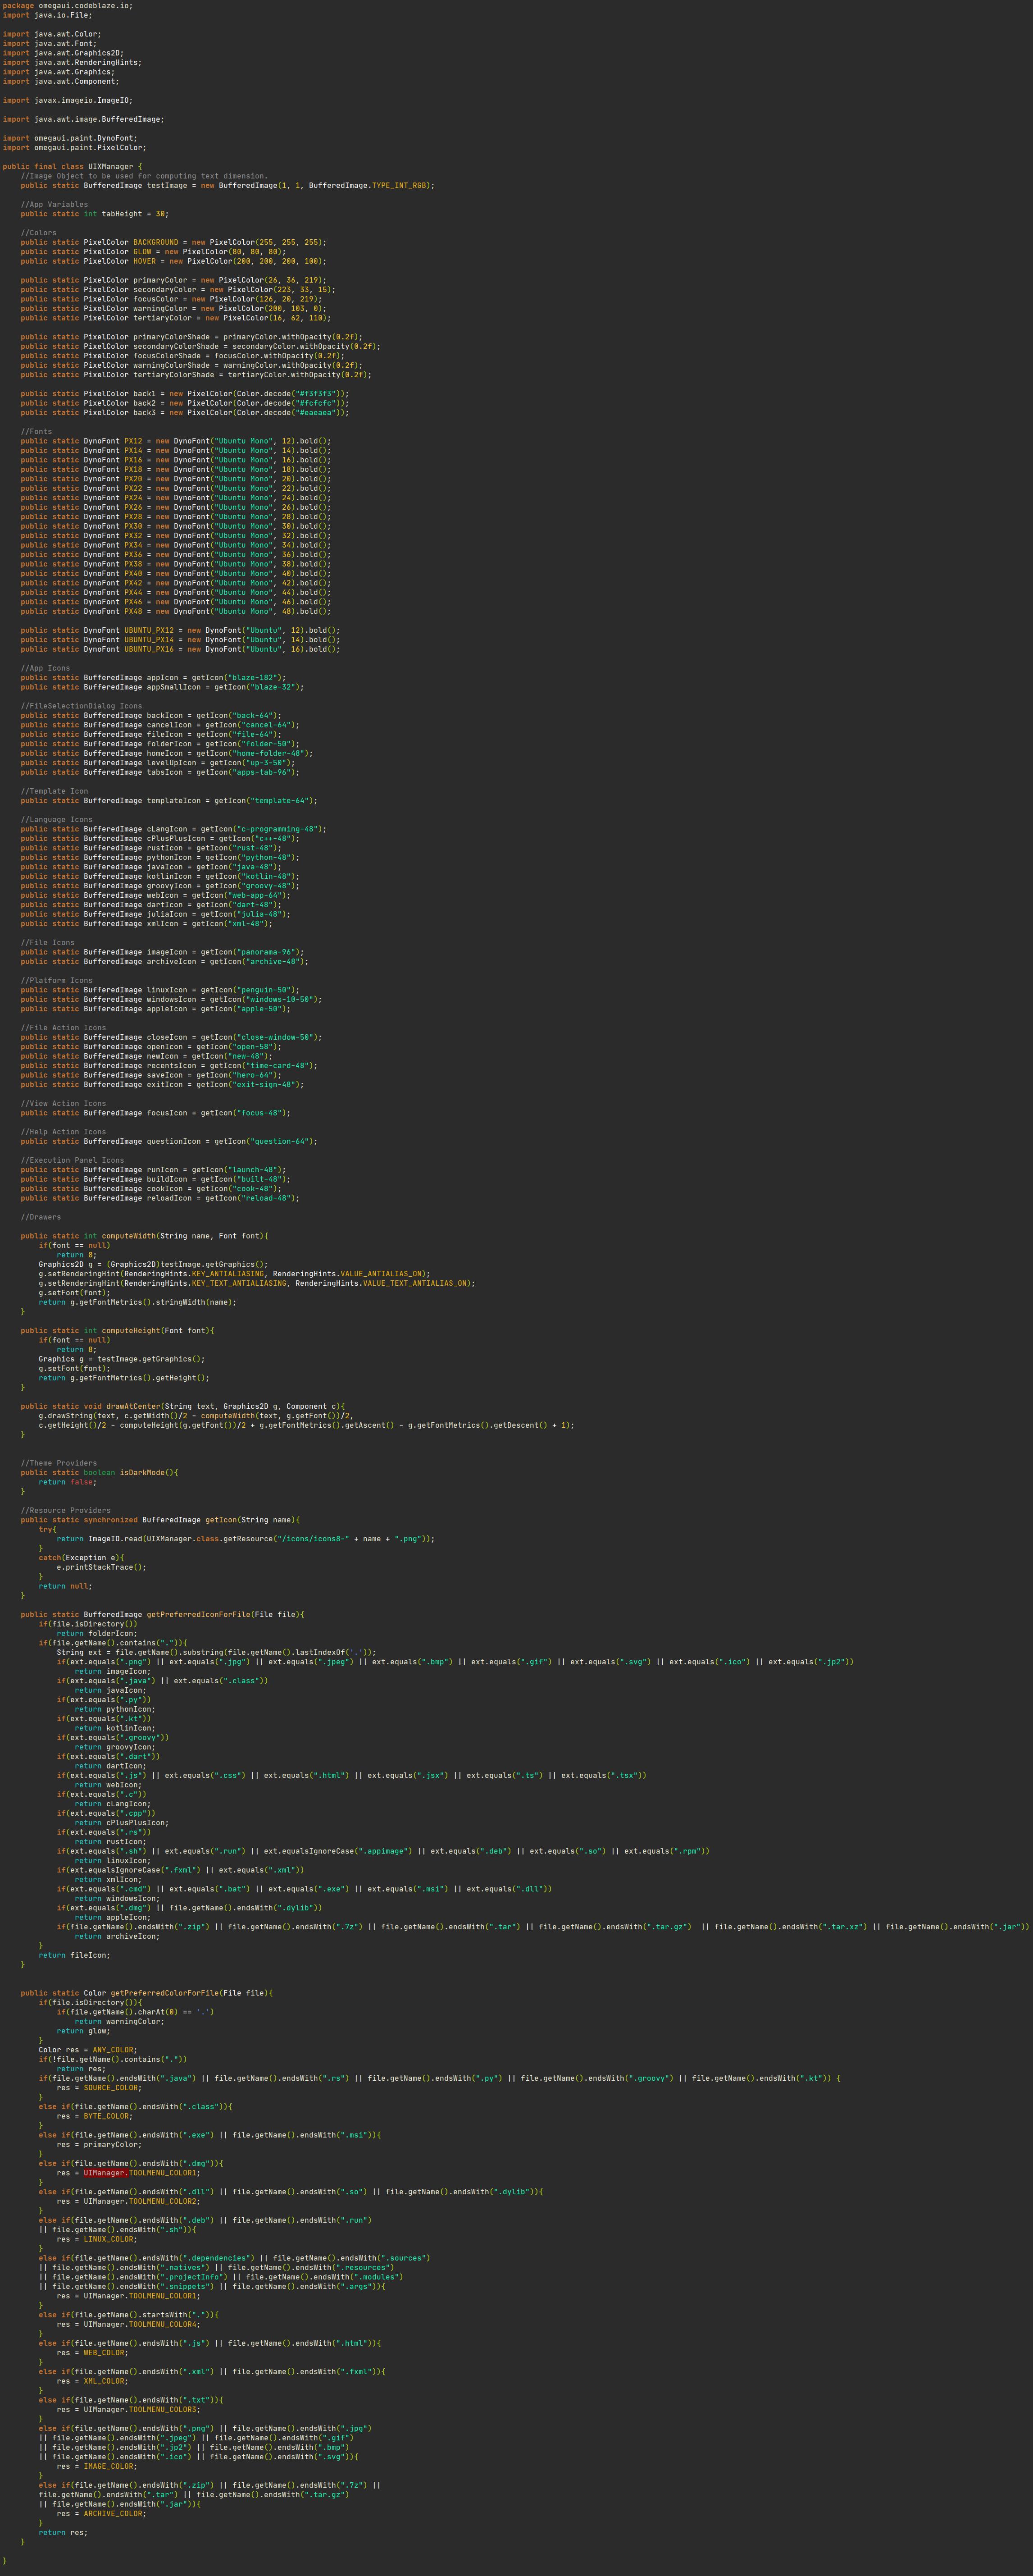 package omegaui.codeblaze.io;
import java.io.File;

import java.awt.Color;
import java.awt.Font;
import java.awt.Graphics2D;
import java.awt.RenderingHints;
import java.awt.Graphics;
import java.awt.Component;

import javax.imageio.ImageIO;

import java.awt.image.BufferedImage;

import omegaui.paint.DynoFont;
import omegaui.paint.PixelColor;

public final class UIXManager {
    //Image Object to be used for computing text dimension.
    public static BufferedImage testImage = new BufferedImage(1, 1, BufferedImage.TYPE_INT_RGB);

    //App Variables
    public static int tabHeight = 38;

    //Colors
    public static PixelColor BACKGROUND = new PixelColor(255, 255, 255);
    public static PixelColor GLOW = new PixelColor(80, 80, 80);
    public static PixelColor HOVER = new PixelColor(200, 200, 200, 100);

    public static PixelColor primaryColor = new PixelColor(26, 36, 219);
    public static PixelColor secondaryColor = new PixelColor(223, 33, 15);
    public static PixelColor focusColor = new PixelColor(126, 20, 219);
    public static PixelColor warningColor = new PixelColor(200, 103, 0);
    public static PixelColor tertiaryColor = new PixelColor(16, 62, 110);

    public static PixelColor primaryColorShade = primaryColor.withOpacity(0.2f);
    public static PixelColor secondaryColorShade = secondaryColor.withOpacity(0.2f);
    public static PixelColor focusColorShade = focusColor.withOpacity(0.2f);
    public static PixelColor warningColorShade = warningColor.withOpacity(0.2f);
    public static PixelColor tertiaryColorShade = tertiaryColor.withOpacity(0.2f);

    public static PixelColor back1 = new PixelColor(Color.decode("#f3f3f3"));
    public static PixelColor back2 = new PixelColor(Color.decode("#fcfcfc"));
    public static PixelColor back3 = new PixelColor(Color.decode("#eaeaea"));

    //Fonts
    public static DynoFont PX12 = new DynoFont("Ubuntu Mono", 12).bold();
    public static DynoFont PX14 = new DynoFont("Ubuntu Mono", 14).bold();
    public static DynoFont PX16 = new DynoFont("Ubuntu Mono", 16).bold();
    public static DynoFont PX18 = new DynoFont("Ubuntu Mono", 18).bold();
    public static DynoFont PX20 = new DynoFont("Ubuntu Mono", 20).bold();
    public static DynoFont PX22 = new DynoFont("Ubuntu Mono", 22).bold();
    public static DynoFont PX24 = new DynoFont("Ubuntu Mono", 24).bold();
    public static DynoFont PX26 = new DynoFont("Ubuntu Mono", 26).bold();
    public static DynoFont PX28 = new DynoFont("Ubuntu Mono", 28).bold();
    public static DynoFont PX30 = new DynoFont("Ubuntu Mono", 30).bold();
    public static DynoFont PX32 = new DynoFont("Ubuntu Mono", 32).bold();
    public static DynoFont PX34 = new DynoFont("Ubuntu Mono", 34).bold();
    public static DynoFont PX36 = new DynoFont("Ubuntu Mono", 36).bold();
    public static DynoFont PX38 = new DynoFont("Ubuntu Mono", 38).bold();
    public static DynoFont PX40 = new DynoFont("Ubuntu Mono", 40).bold();
    public static DynoFont PX42 = new DynoFont("Ubuntu Mono", 42).bold();
    public static DynoFont PX44 = new DynoFont("Ubuntu Mono", 44).bold();
    public static DynoFont PX46 = new DynoFont("Ubuntu Mono", 46).bold();
    public static DynoFont PX48 = new DynoFont("Ubuntu Mono", 48).bold();

    public static DynoFont UBUNTU_PX12 = new DynoFont("Ubuntu", 12).bold();
    public static DynoFont UBUNTU_PX14 = new DynoFont("Ubuntu", 14).bold();
    public static DynoFont UBUNTU_PX16 = new DynoFont("Ubuntu", 16).bold();

    //App Icons
    public static BufferedImage appIcon = getIcon("blaze-182");
    public static BufferedImage appSmallIcon = getIcon("blaze-32");

    //FileSelectionDialog Icons
    public static BufferedImage backIcon = getIcon("back-64");
    public static BufferedImage cancelIcon = getIcon("cancel-64");
    public static BufferedImage fileIcon = getIcon("file-64");
    public static BufferedImage folderIcon = getIcon("folder-50");
    public static BufferedImage homeIcon = getIcon("home-folder-48");
    public static BufferedImage levelUpIcon = getIcon("up-3-50");
    public static BufferedImage tabsIcon = getIcon("apps-tab-96");

    //Template Icon
    public static BufferedImage templateIcon = getIcon("template-64");

    //Language Icons
    public static BufferedImage cLangIcon = getIcon("c-programming-48");
    public static BufferedImage cPlusPlusIcon = getIcon("c++-48");
    public static BufferedImage rustIcon = getIcon("rust-48");
    public static BufferedImage pythonIcon = getIcon("python-48");
    public static BufferedImage javaIcon = getIcon("java-48");
    public static BufferedImage kotlinIcon = getIcon("kotlin-48");
    public static BufferedImage groovyIcon = getIcon("groovy-48");
    public static BufferedImage webIcon = getIcon("web-app-64");
    public static BufferedImage dartIcon = getIcon("dart-48");
    public static BufferedImage juliaIcon = getIcon("julia-48");
    public static BufferedImage xmlIcon = getIcon("xml-48");

    //File Icons
    public static BufferedImage imageIcon = getIcon("panorama-96");
    public static BufferedImage archiveIcon = getIcon("archive-48");

    //Platform Icons
    public static BufferedImage linuxIcon = getIcon("penguin-50");
    public static BufferedImage windowsIcon = getIcon("windows-10-50");
    public static BufferedImage appleIcon = getIcon("apple-50");

    //File Action Icons
    public static BufferedImage closeIcon = getIcon("close-window-50");
    public static BufferedImage openIcon = getIcon("open-58");
    public static BufferedImage newIcon = getIcon("new-48");
    public static BufferedImage recentsIcon = getIcon("time-card-48");
    public static BufferedImage saveIcon = getIcon("hero-64");
    public static BufferedImage exitIcon = getIcon("exit-sign-48");

    //View Action Icons
    public static BufferedImage focusIcon = getIcon("focus-48");

    //Help Action Icons
    public static BufferedImage questionIcon = getIcon("question-64");

    //Execution Panel Icons
    public static BufferedImage runIcon = getIcon("launch-48");
    public static BufferedImage buildIcon = getIcon("built-48");
    public static BufferedImage cookIcon = getIcon("cook-48");
    public static BufferedImage reloadIcon = getIcon("reload-48");

    //Drawers

    public static int computeWidth(String name, Font font){
        if(font == null)
            return 8;
        Graphics2D g = (Graphics2D)testImage.getGraphics();
        g.setRenderingHint(RenderingHints.KEY_ANTIALIASING, RenderingHints.VALUE_ANTIALIAS_ON);
        g.setRenderingHint(RenderingHints.KEY_TEXT_ANTIALIASING, RenderingHints.VALUE_TEXT_ANTIALIAS_ON);
        g.setFont(font);
        return g.getFontMetrics().stringWidth(name);
    }

    public static int computeHeight(Font font){
        if(font == null)
            return 8;
        Graphics g = testImage.getGraphics();
        g.setFont(font);
        return g.getFontMetrics().getHeight();
    }

    public static void drawAtCenter(String text, Graphics2D g, Component c){
        g.drawString(text, c.getWidth()/2 - computeWidth(text, g.getFont())/2,
        c.getHeight()/2 - computeHeight(g.getFont())/2 + g.getFontMetrics().getAscent() - g.getFontMetrics().getDescent() + 1);
    }


    //Theme Providers
    public static boolean isDarkMode(){
        return false;
    }

    //Resource Providers
    public static synchronized BufferedImage getIcon(String name){
        try{
            return ImageIO.read(UIXManager.class.getResource("/icons/icons8-" + name + ".png"));
        }
        catch(Exception e){
            e.printStackTrace();
        }
        return null;
    }

    public static BufferedImage getPreferredIconForFile(File file){
        if(file.isDirectory())
            return folderIcon;
        if(file.getName().contains(".")){
            String ext = file.getName().substring(file.getName().lastIndexOf('.'));
            if(ext.equals(".png") || ext.equals(".jpg") || ext.equals(".jpeg") || ext.equals(".bmp") || ext.equals(".gif") || ext.equals(".svg") || ext.equals(".ico") || ext.equals(".jp2"))
                return imageIcon;
            if(ext.equals(".java") || ext.equals(".class"))
                return javaIcon;
            if(ext.equals(".py"))
                return pythonIcon;
            if(ext.equals(".kt"))
                return kotlinIcon;
            if(ext.equals(".groovy"))
                return groovyIcon;
            if(ext.equals(".dart"))
                return dartIcon;
            if(ext.equals(".js") || ext.equals(".css") || ext.equals(".html") || ext.equals(".jsx") || ext.equals(".ts") || ext.equals(".tsx"))
                return webIcon;
            if(ext.equals(".c"))
                return cLangIcon;
            if(ext.equals(".cpp"))
                return cPlusPlusIcon;
            if(ext.equals(".rs"))
                return rustIcon;
            if(ext.equals(".sh") || ext.equals(".run") || ext.equalsIgnoreCase(".appimage") || ext.equals(".deb") || ext.equals(".so") || ext.equals(".rpm"))
                return linuxIcon;
            if(ext.equalsIgnoreCase(".fxml") || ext.equals(".xml"))
                return xmlIcon;
            if(ext.equals(".cmd") || ext.equals(".bat") || ext.equals(".exe") || ext.equals(".msi") || ext.equals(".dll"))
                return windowsIcon;
            if(ext.equals(".dmg") || file.getName().endsWith(".dylib"))
                return appleIcon;
            if(file.getName().endsWith(".zip") || file.getName().endsWith(".7z") || file.getName().endsWith(".tar") || file.getName().endsWith(".tar.gz")  || file.getName().endsWith(".tar.xz") || file.getName().endsWith(".jar"))
                return archiveIcon;
        }
        return fileIcon;
    }


    public static Color getPreferredColorForFile(File file){
        if(file.isDirectory()){
            if(file.getName().charAt(0) == '.')
                return warningColor;
            return glow;
        }
        Color res = ANY_COLOR;
        if(!file.getName().contains("."))
            return res;
        if(file.getName().endsWith(".java") || file.getName().endsWith(".rs") || file.getName().endsWith(".py") || file.getName().endsWith(".groovy") || file.getName().endsWith(".kt")) {
            res = SOURCE_COLOR;
        }
        else if(file.getName().endsWith(".class")){
            res = BYTE_COLOR;
        }
        else if(file.getName().endsWith(".exe") || file.getName().endsWith(".msi")){
            res = primaryColor;
        }
        else if(file.getName().endsWith(".dmg")){
            res = UIManager.TOOLMENU_COLOR1;
        }
        else if(file.getName().endsWith(".dll") || file.getName().endsWith(".so") || file.getName().endsWith(".dylib")){
            res = UIManager.TOOLMENU_COLOR2;
        }
        else if(file.getName().endsWith(".deb") || file.getName().endsWith(".run")
        || file.getName().endsWith(".sh")){
            res = LINUX_COLOR;
        }
        else if(file.getName().endsWith(".dependencies") || file.getName().endsWith(".sources")
        || file.getName().endsWith(".natives") || file.getName().endsWith(".resources")
        || file.getName().endsWith(".projectInfo") || file.getName().endsWith(".modules")
        || file.getName().endsWith(".snippets") || file.getName().endsWith(".args")){
            res = UIManager.TOOLMENU_COLOR1;
        }
        else if(file.getName().startsWith(".")){
            res = UIManager.TOOLMENU_COLOR4;
        }
        else if(file.getName().endsWith(".js") || file.getName().endsWith(".html")){
            res = WEB_COLOR;
        }
        else if(file.getName().endsWith(".xml") || file.getName().endsWith(".fxml")){
            res = XML_COLOR;
        }
        else if(file.getName().endsWith(".txt")){
            res = UIManager.TOOLMENU_COLOR3;
        }
        else if(file.getName().endsWith(".png") || file.getName().endsWith(".jpg")
        || file.getName().endsWith(".jpeg") || file.getName().endsWith(".gif")
        || file.getName().endsWith(".jp2") || file.getName().endsWith(".bmp")
        || file.getName().endsWith(".ico") || file.getName().endsWith(".svg")){
            res = IMAGE_COLOR;
        }
        else if(file.getName().endsWith(".zip") || file.getName().endsWith(".7z") ||
        file.getName().endsWith(".tar") || file.getName().endsWith(".tar.gz")
        || file.getName().endsWith(".jar")){
            res = ARCHIVE_COLOR;
        }
        return res;
    }

}